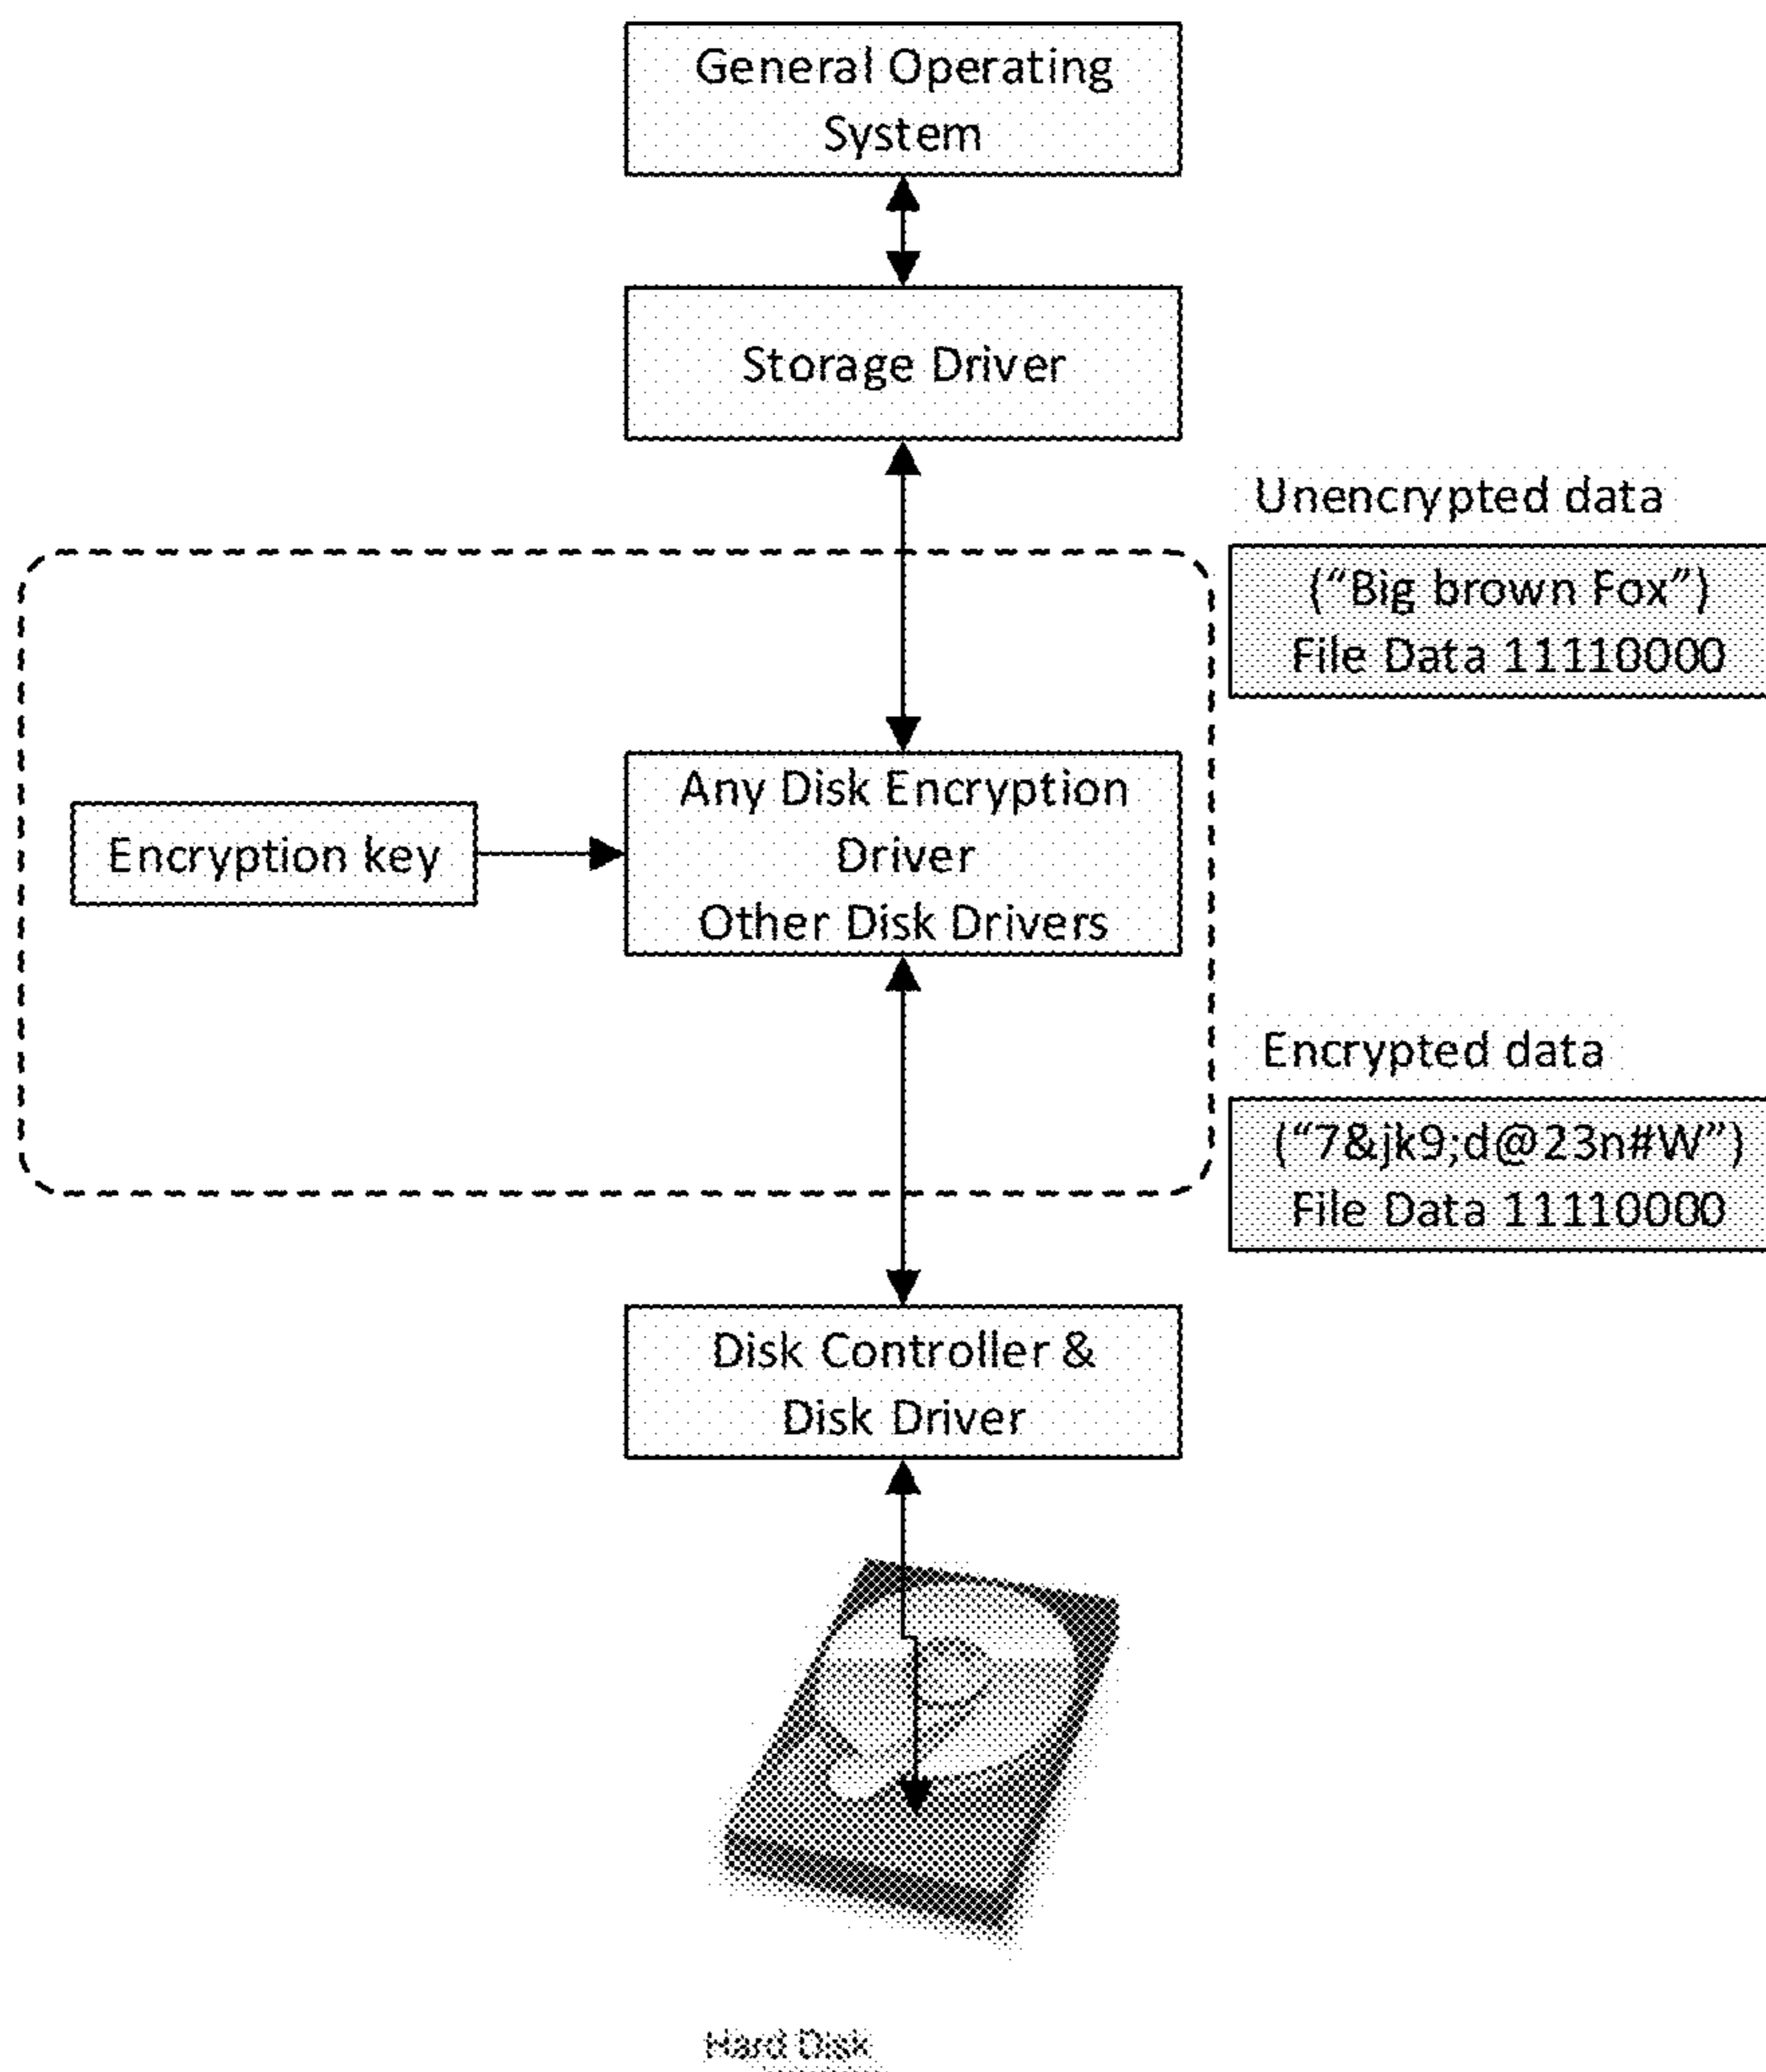 General Operating
System
Storage Driver
Unencrypted data
(“Big brown Fox”)
File Data 11110000
Any Disk Encryption
Driver
Other Disk Drivers
Encryption key
Encrypted data
(“7&jk9;d@23n#W”)
File Data 11110000
Disk Controller &
Disk Driver
Hard Disk